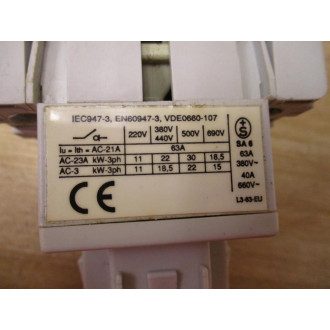 IEC947-3, EN60947-3, VDE0660-107
220V 380V 440V 500V 690V
Iu = Ith = AC-21A 63A
AC-23A kW-3ph 11 22 30 18,5
AC-3 kW-3ph 11 18,5 22 15
CE
+S
SA 6
63A
380V~
40A
660V~
L3-63-EU